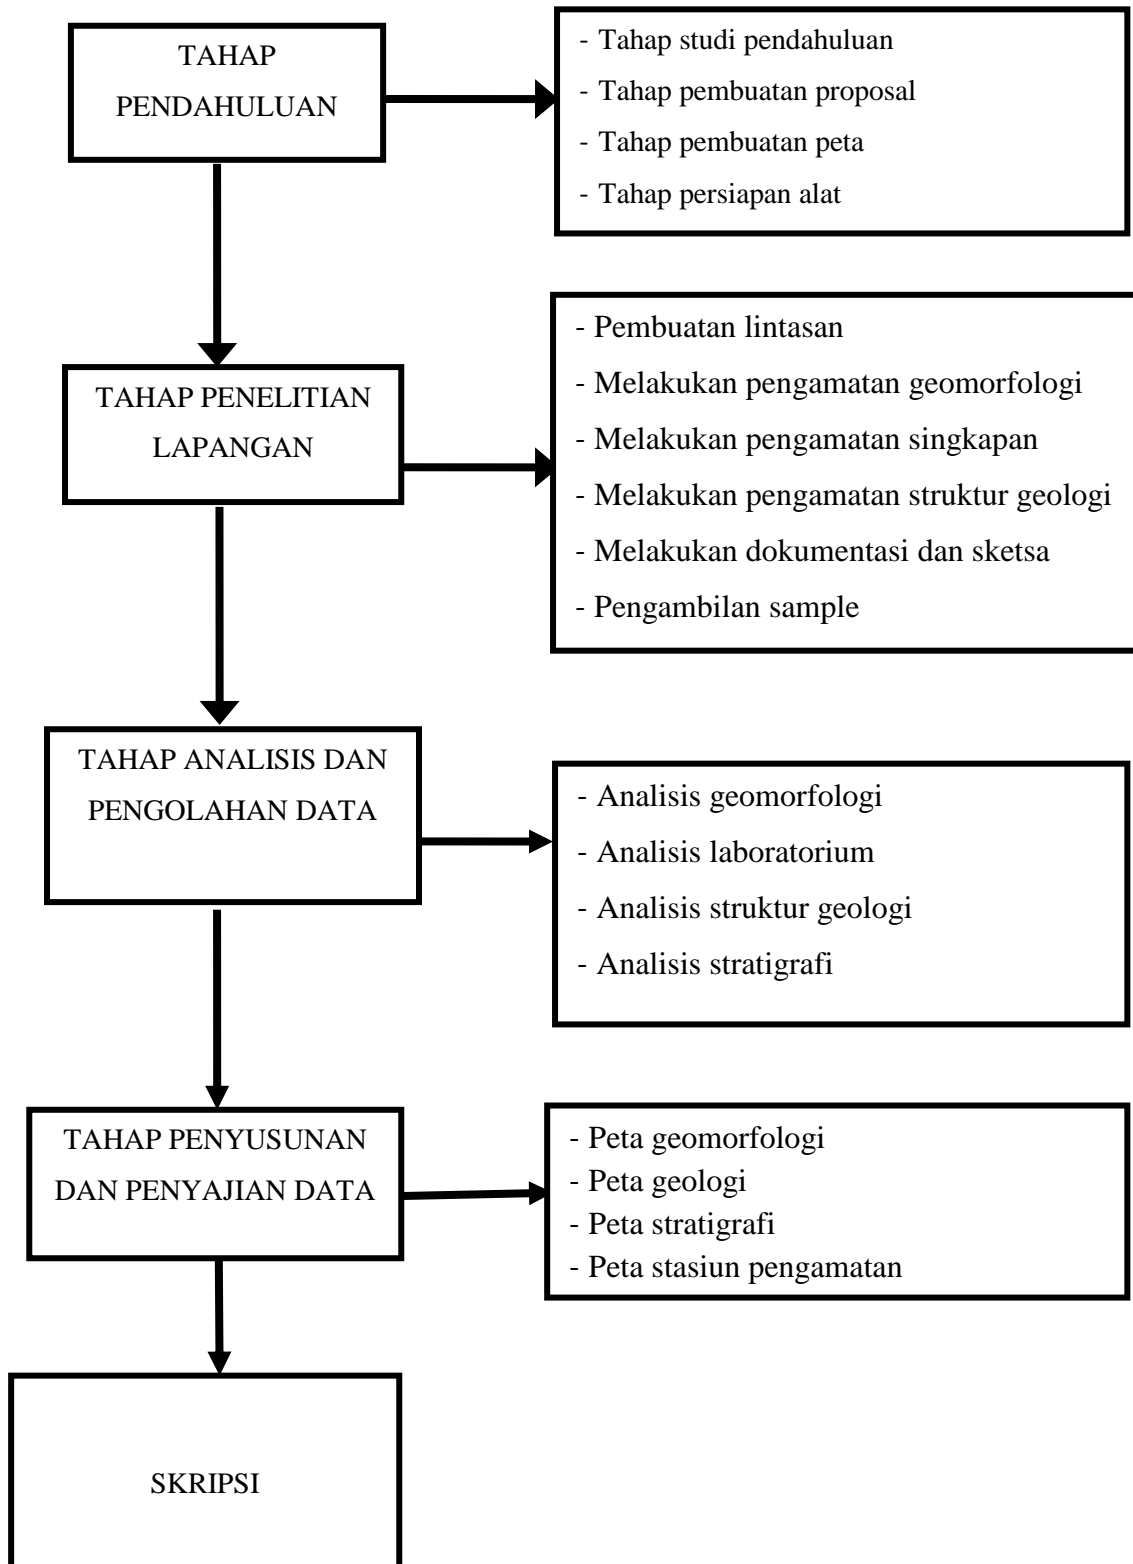 TAHAP
PENDAHULUAN
- Tahap studi pendahuluan
- Tahap pembuatan proposal
- Tahap pembuatan peta
- Tahap persiapan alat
TAHAP PENELITIAN
LAPANGAN
- Pembuatan lintasan
- Melakukan pengamatan geomorfologi
- Melakukan pengamatan singkapan
- Melakukan pengamatan struktur geologi
- Melakukan dokumentasi dan sketsa
- Pengambilan sample
TAHAP ANALISIS DAN
PENGOLAHAN DATA
- Analisis geomorfologi
- Analisis laboratorium
- Analisis struktur geologi
- Analisis stratigrafi
TAHAP PENYUSUNAN
DAN PENYAJIAN DATA
- Peta geomorfologi
- Peta geologi
- Peta stratigrafi
- Peta stasiun pengamatan
SKRIPSI